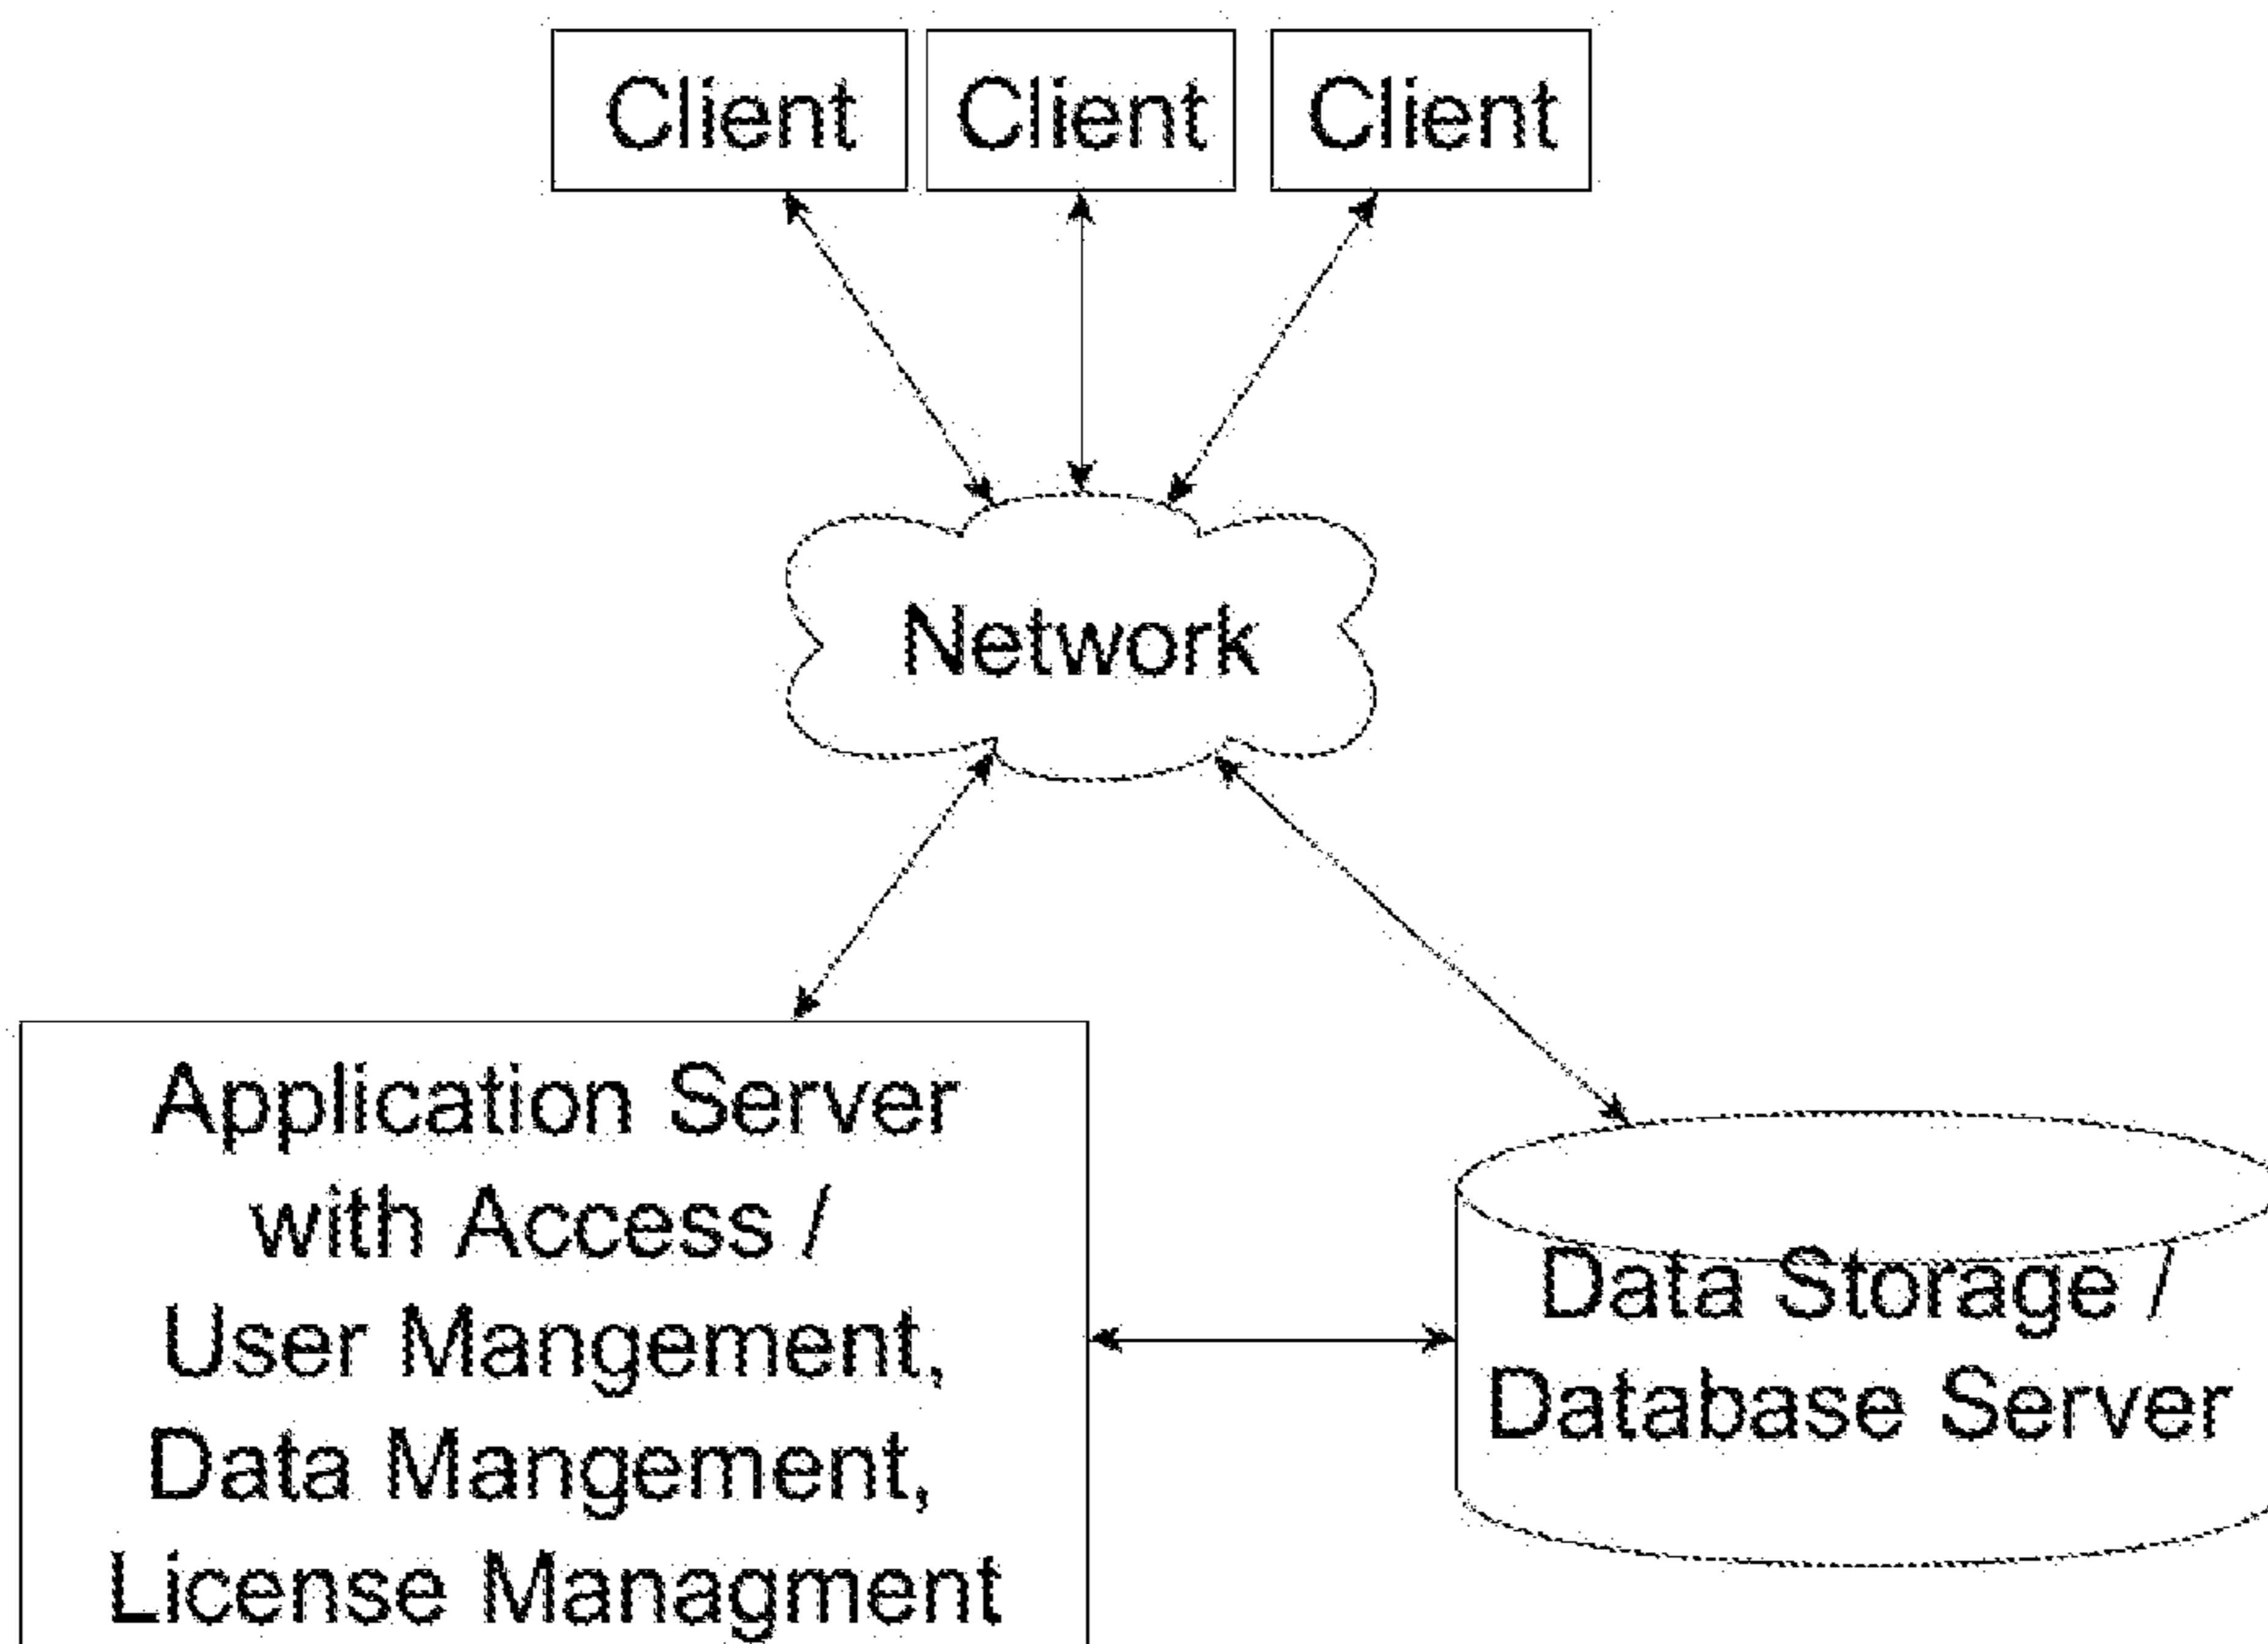 Client Client Client
Network
Application Server
with Access /
User Mangement,
Data Mangement,
License Managment
Data Storage /
Database Server